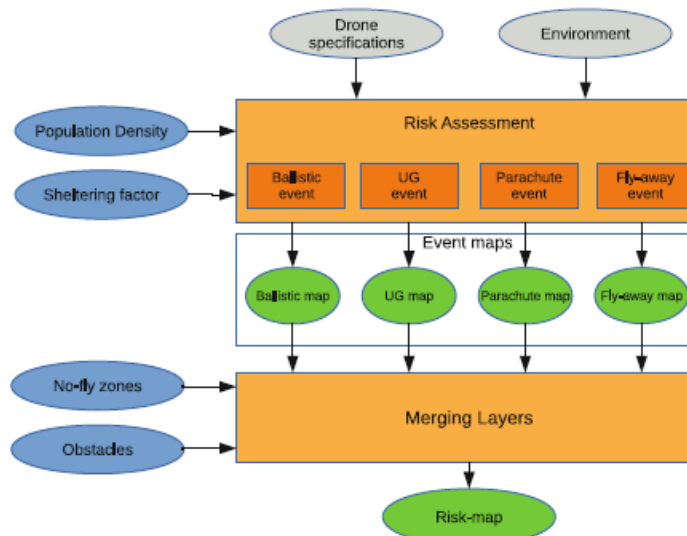 Drone
specifications
Environment
Population Density
Risk Assessment
Sheltering factor
Ballistic
event
UG
event
Parachute
event
Fly-away
event
Event maps
Ballistic map
UG map
Parachute map
Fly-away map
No-fly zones
Merging Layers
Obstacles
Risk-map